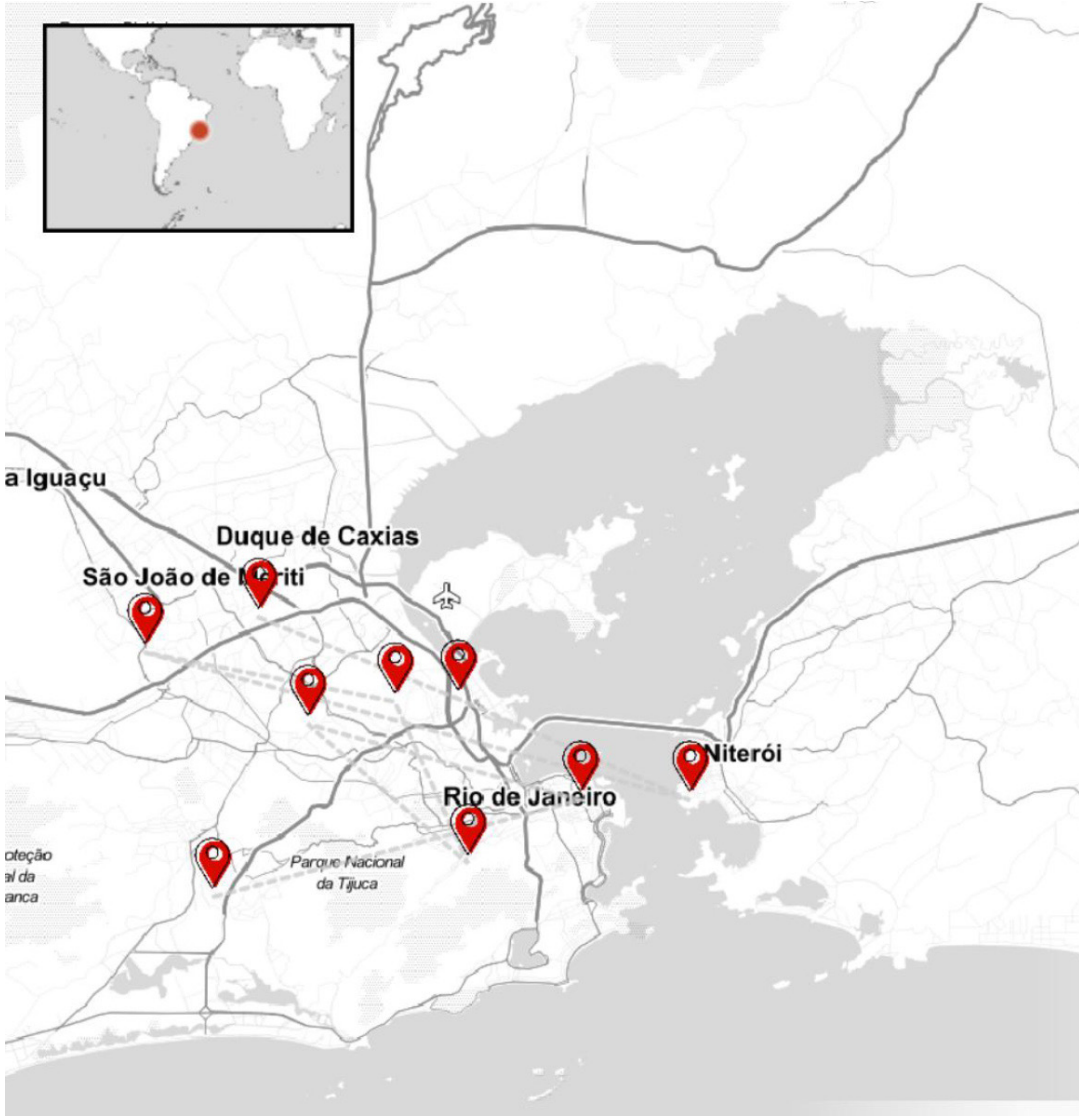 a Iguaçu
Duque de Caxias
São João de Meriti
Niterói
Rio de Janeiro
oteção
al da
anca
Parque Nacional
da Tijuca